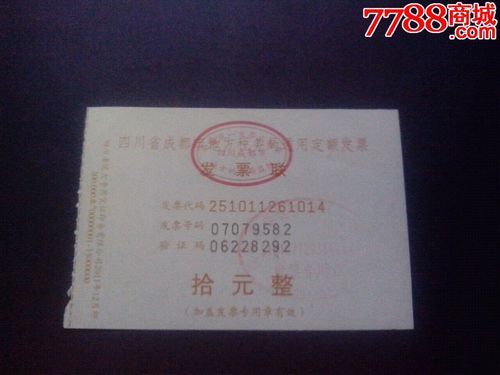 7788商城
四川省成都市地方税务局通用定额发票
发票联
发票代码 251011261014
发票号码 07079582
验证码 06228292
拾元整
(加盖发票专用章有效)